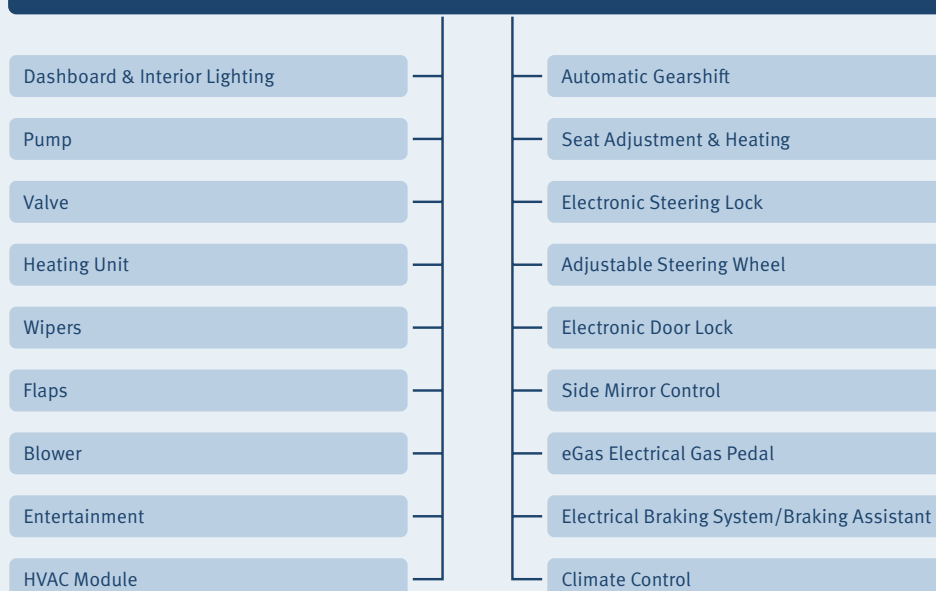 Dashboard & Interior Lighting
Pump
Valve
Heating Unit
Wipers
Flaps
Blower
Entertainment
HVAC Module
Automatic Gearshift
Seat Adjustment & Heating
Electronic Steering Lock
Adjustable Steering Wheel
Electronic Door Lock
Side Mirror Control
eGas Electrical Gas Pedal
Electrical Braking System/Braking Assistant
Climate Control